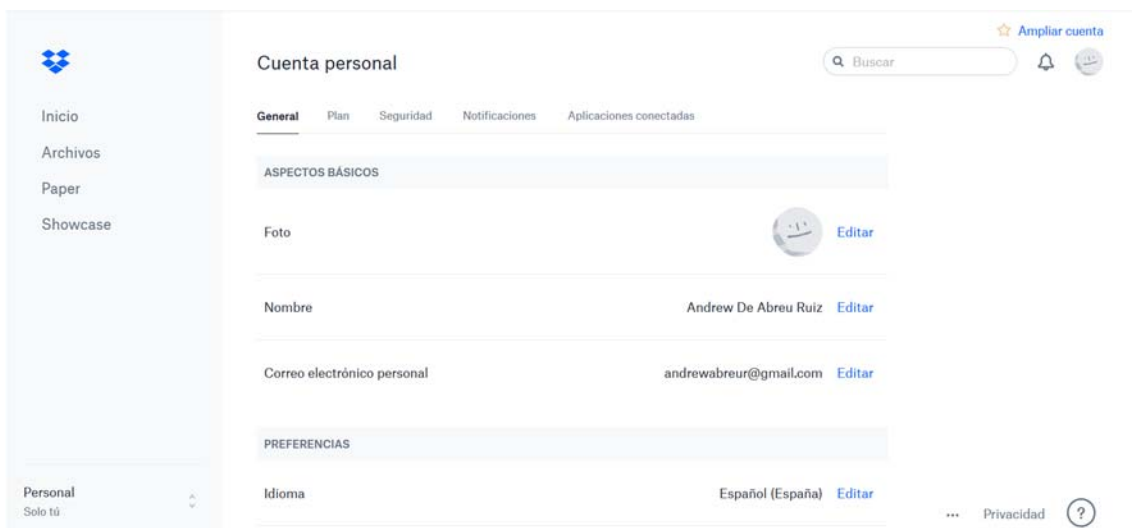 Ampliar cuenta
Cuenta personal
Buscar
Inicio
Archivos
Paper
Showcase
General Plan Seguridad Notificaciones Aplicaciones conectadas
ASPECTOS BÁSICOS
Foto Editar
Nombre Andrew De Abreu Ruiz Editar
Correo electrónico personal andrewabreur@gmail.com Editar
PREFERENCIAS
Idioma Español (España) Editar
Personal
Solo tú
... Privacidad ?